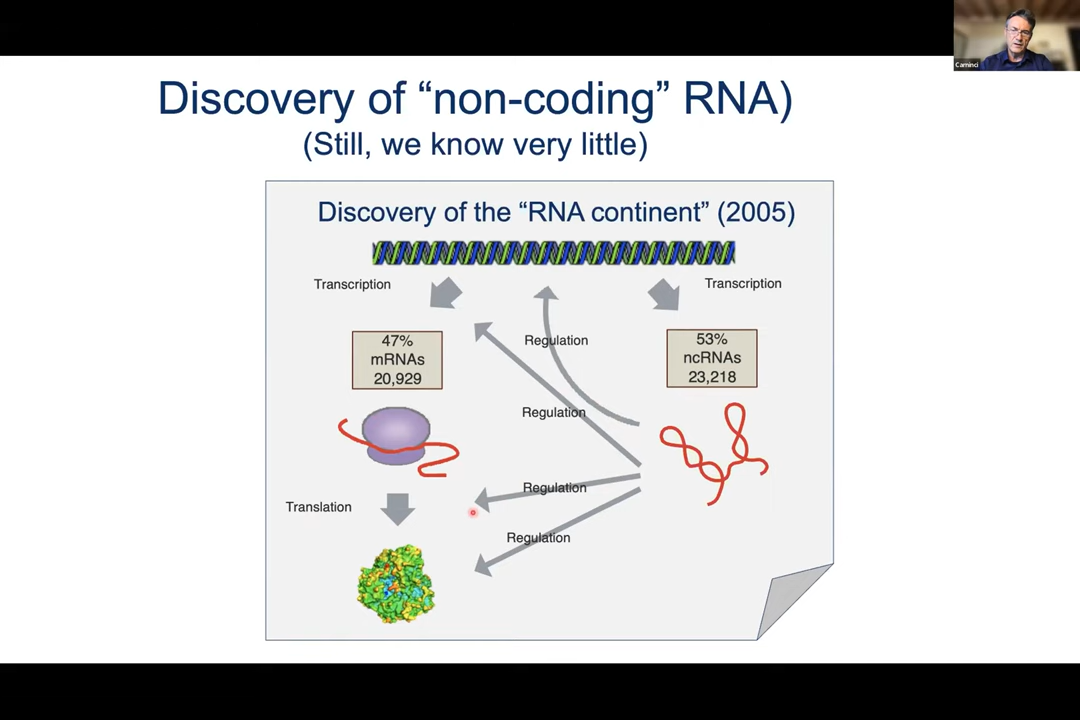 Carninci
Discovery of “non-coding” RNA)
(Still, we know very little)
Discovery of the “RNA continent” (2005)
Transcription
Transcription
47%
mRNAs
20,929
Regulation
53%
ncRNAs
23,218
Regulation
Regulation
Translation
Regulation